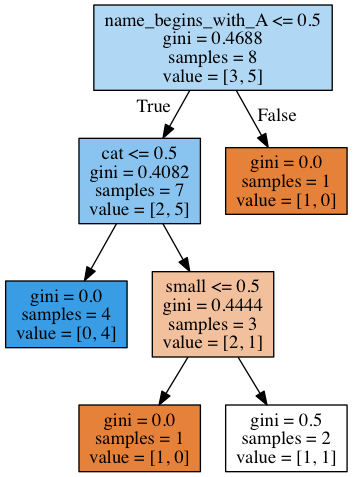 name_begins_with_A <= 0.5
gini = 0.4688
samples = 8
value = [3, 5]
True
False
cat <= 0.5
gini = 0.4082
samples = 7
value = [2, 5]
gini = 0.0
samples = 1
value = [1, 0]
gini = 0.0
samples = 4
value = [0, 4]
small <= 0.5
gini = 0.4444
samples = 3
value = [2, 1]
gini = 0.0
samples = 1
value = [1, 0]
gini = 0.5
samples = 2
value = [1, 1]